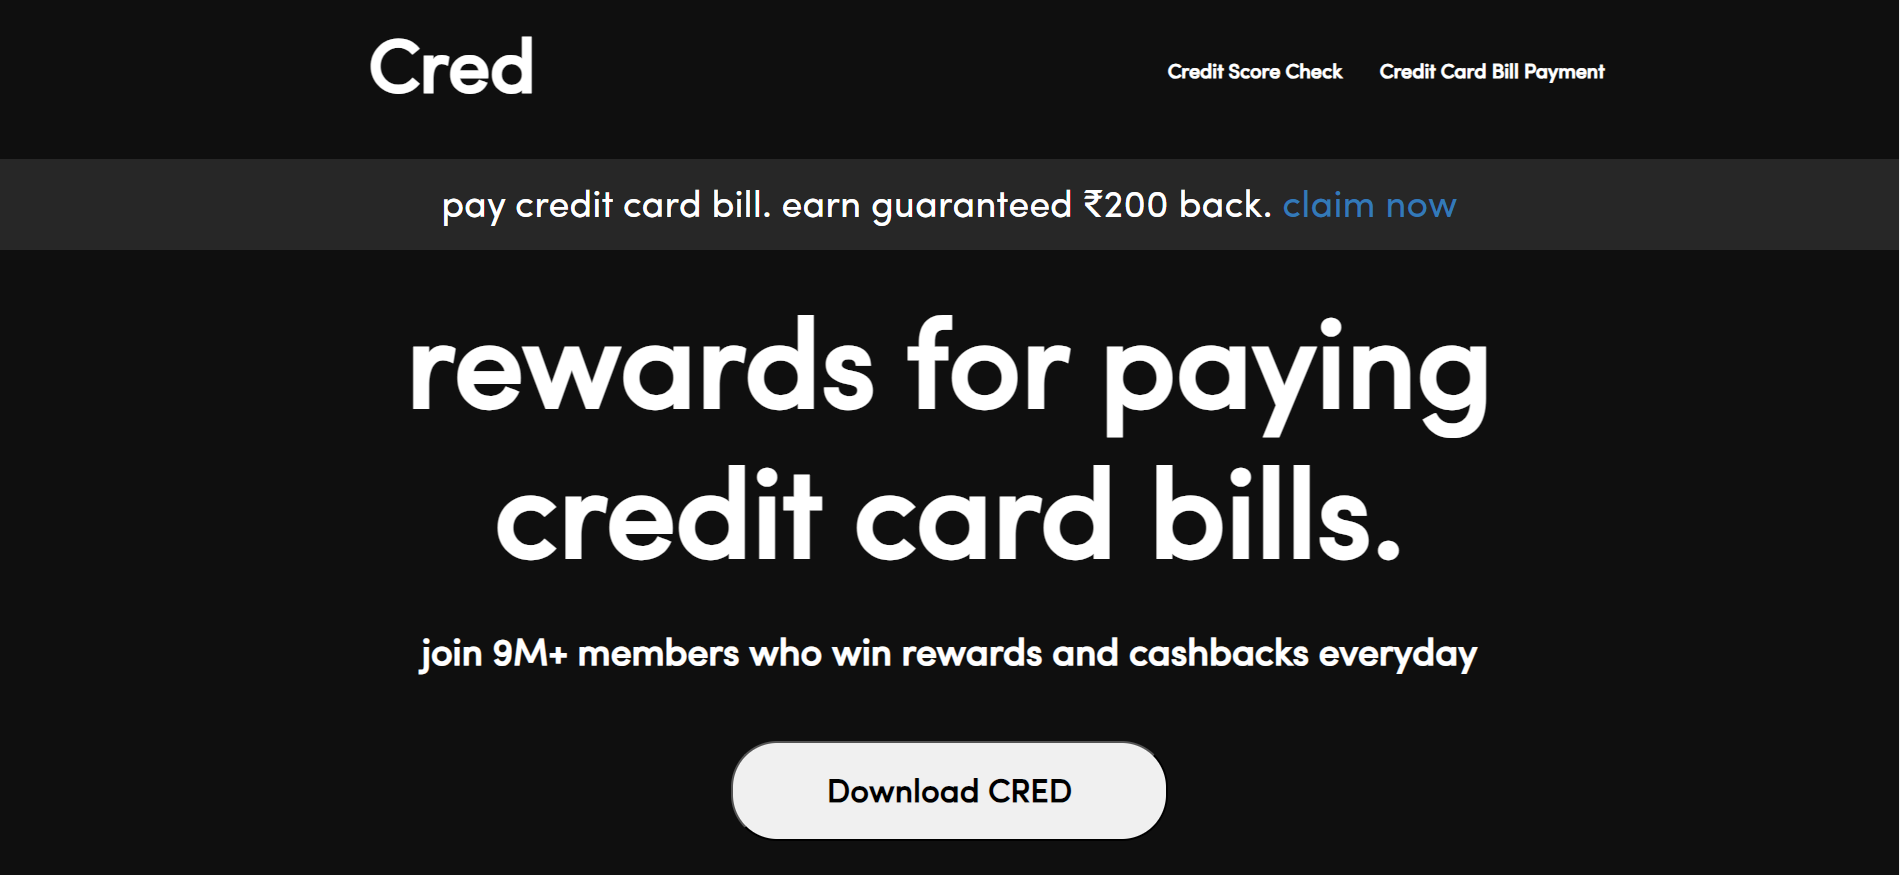 Cred
Credit Score Check
Credit Card Bill Payment
pay credit card bill. earn guaranteed ₹200 back. claim now
rewards for paying
credit card bills.
join 9M+ members who win rewards and cashbacks everyday
Download CRED